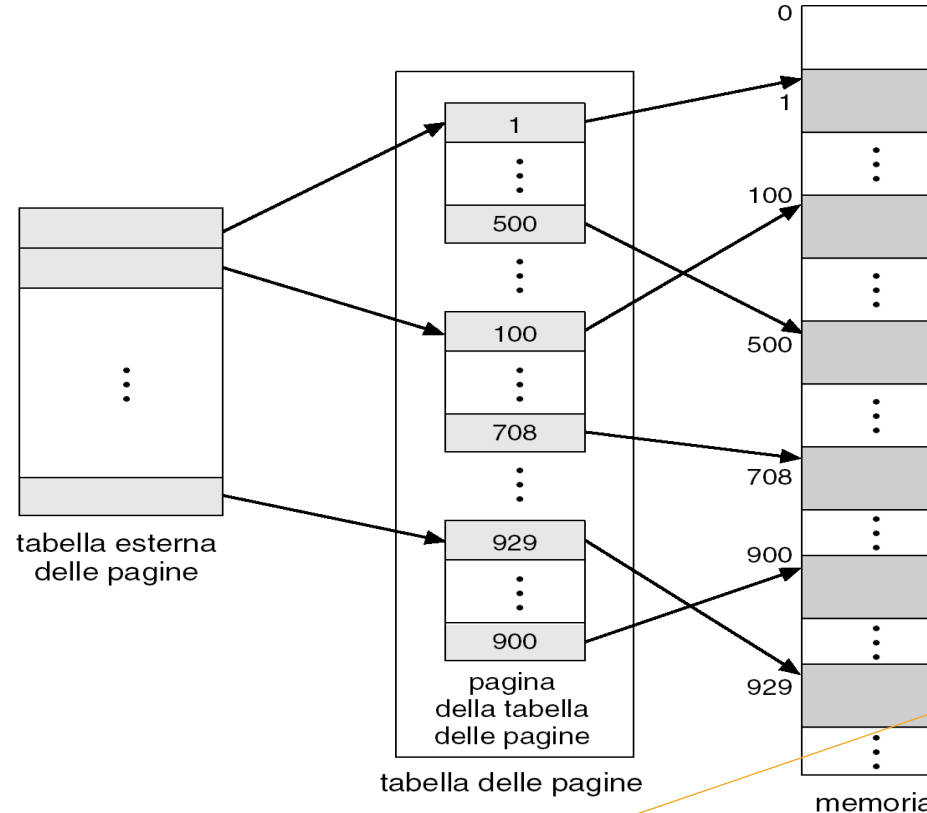 tabella esterna
delle pagine
1
500
100
708
929
900
pagina
della tabella
delle pagine
tabella delle pagine
0
1
100
500
708
900
929
memoria